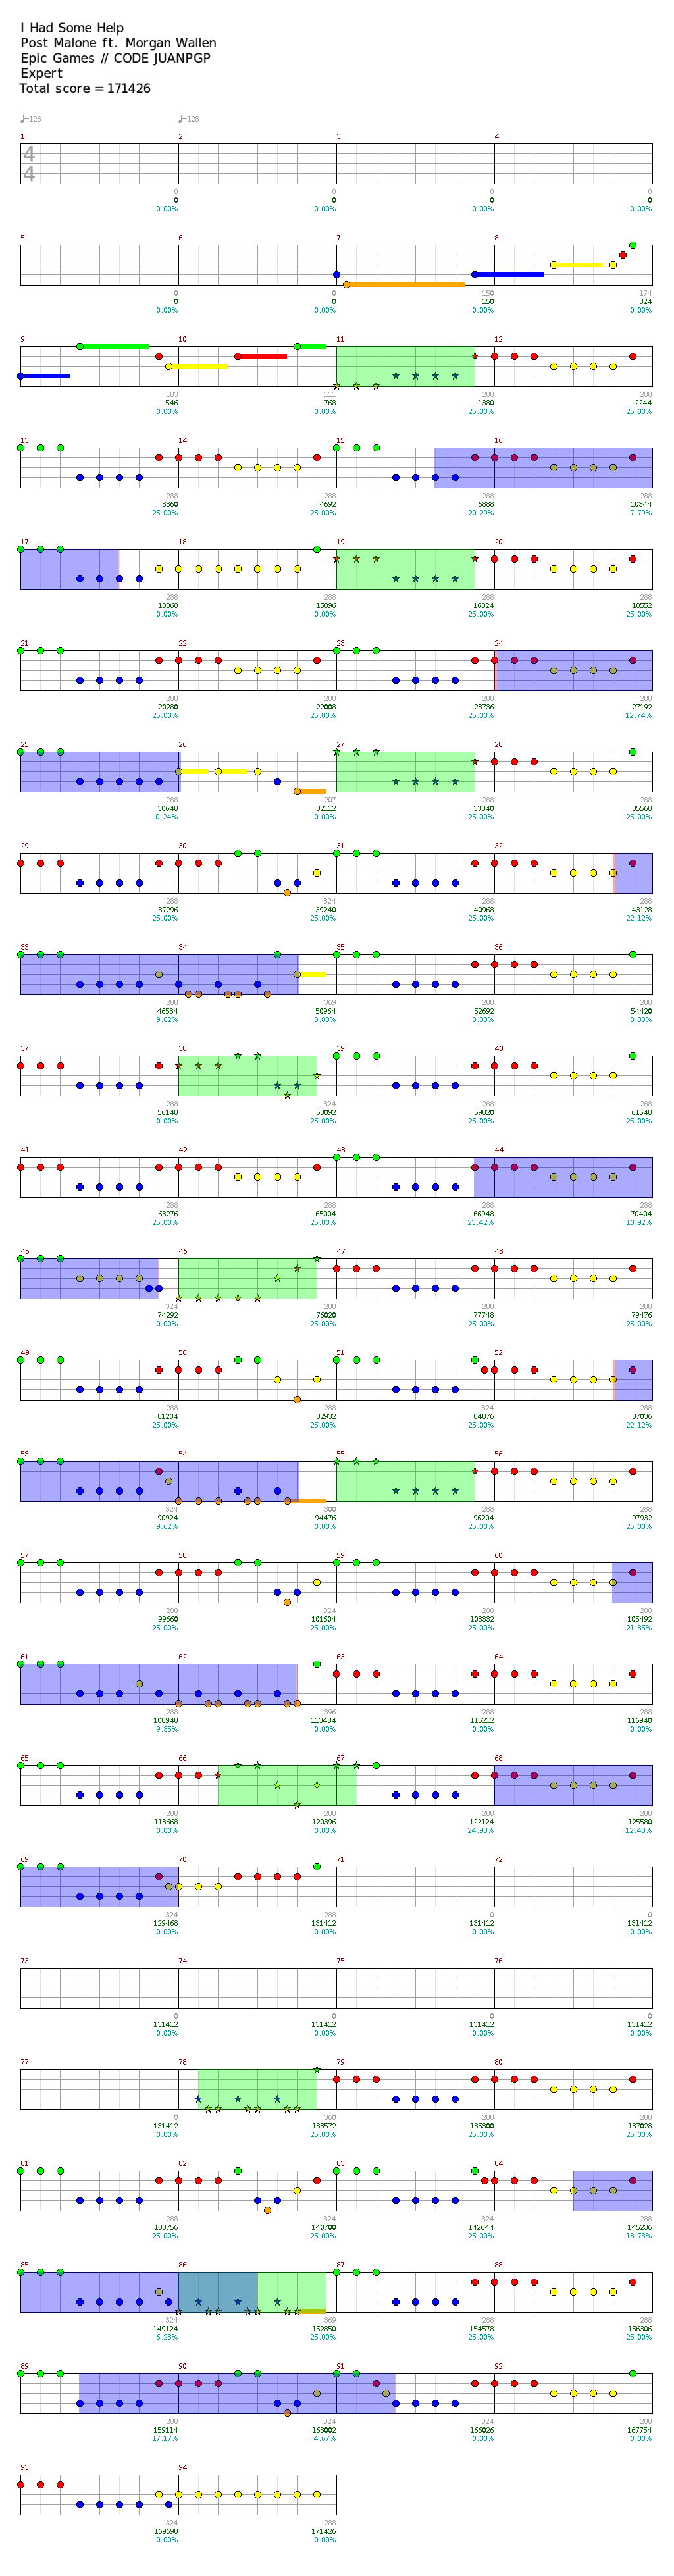 I Had Some Help
Post Malone ft. Morgan Wallen
Epic Games // CODE JUANPGP
Expert
Total score = 171426
♩=128 ♩=128
1 2 3 4
4
4
0 0 0 0
0 0 0 0
0.00% 0.00% 0.00% 0.00%
5 6 7 8
0 0 150 174
0 0 150 324
0.00% 0.00% 0.00% 0.00%
9 10 11 12
183 111 288 288
546 768 1380 2244
0.00% 0.00% 25.00% 25.00%
13 14 15 16
288 288 288 288
3360 4692 6888 10344
25.00% 25.00% 20.29% 7.79%
17 18 19 20
288 288 288 288
13368 15096 16824 18552
0.00% 0.00% 25.00% 25.00%
21 22 23 24
288 288 288 288
20280 22008 23736 27192
25.00% 25.00% 25.00% 12.74%
25 26 27 28
288 207 288 288
30648 32112 33840 35568
0.24% 0.00% 25.00% 25.00%
29 30 31 32
288 324 288 288
37296 39240 40968 43128
25.00% 25.00% 25.00% 22.12%
33 34 35 36
288 369 288 288
46584 50964 52692 54420
9.62% 0.00% 0.00% 0.00%
37 38 39 40
288 324 288 288
56148 58092 59820 61548
0.00% 25.00% 25.00% 25.00%
41 42 43 44
288 288 288 288
63276 65004 66948 70404
25.00% 25.00% 23.42% 10.92%
45 46 47 48
324 288 288 288
74292 76020 77748 79476
0.00% 25.00% 25.00% 25.00%
49 50 51 52
288 288 324 288
81204 82932 84876 87036
25.00% 25.00% 25.00% 22.12%
53 54 55 56
324 300 288 288
90924 94476 96204 97932
9.62% 0.00% 25.00% 25.00%
57 58 59 60
288 324 288 288
99660 101604 103332 105492
25.00% 25.00% 25.00% 21.85%
61 62 63 64
288 396 288 288
108948 113484 115212 116940
9.35% 0.00% 0.00% 0.00%
65 66 67 68
288 288 288 288
118668 120396 122124 125580
0.00% 0.00% 24.98% 12.48%
69 70 71 72
324 288 0 0
129468 131412 131412 131412
0.00% 0.00% 0.00% 0.00%
73 74 75 76
0 0 0 0
131412 131412 131412 131412
0.00% 0.00% 0.00% 0.00%
77 78 79 80
0 360 288 288
131412 133572 135300 137028
0.00% 25.00% 25.00% 25.00%
81 82 83 84
288 324 324 288
138756 140700 142644 145236
25.00% 25.00% 25.00% 18.73%
85 86 87 88
324 369 288 288
149124 152850 154578 156306
6.23% 25.00% 25.00% 25.00%
89 90 91 92
288 324 324 288
159114 163002 166026 167754
17.17% 4.67% 0.00% 0.00%
93 94
324 288
169698 171426
0.00% 0.00%